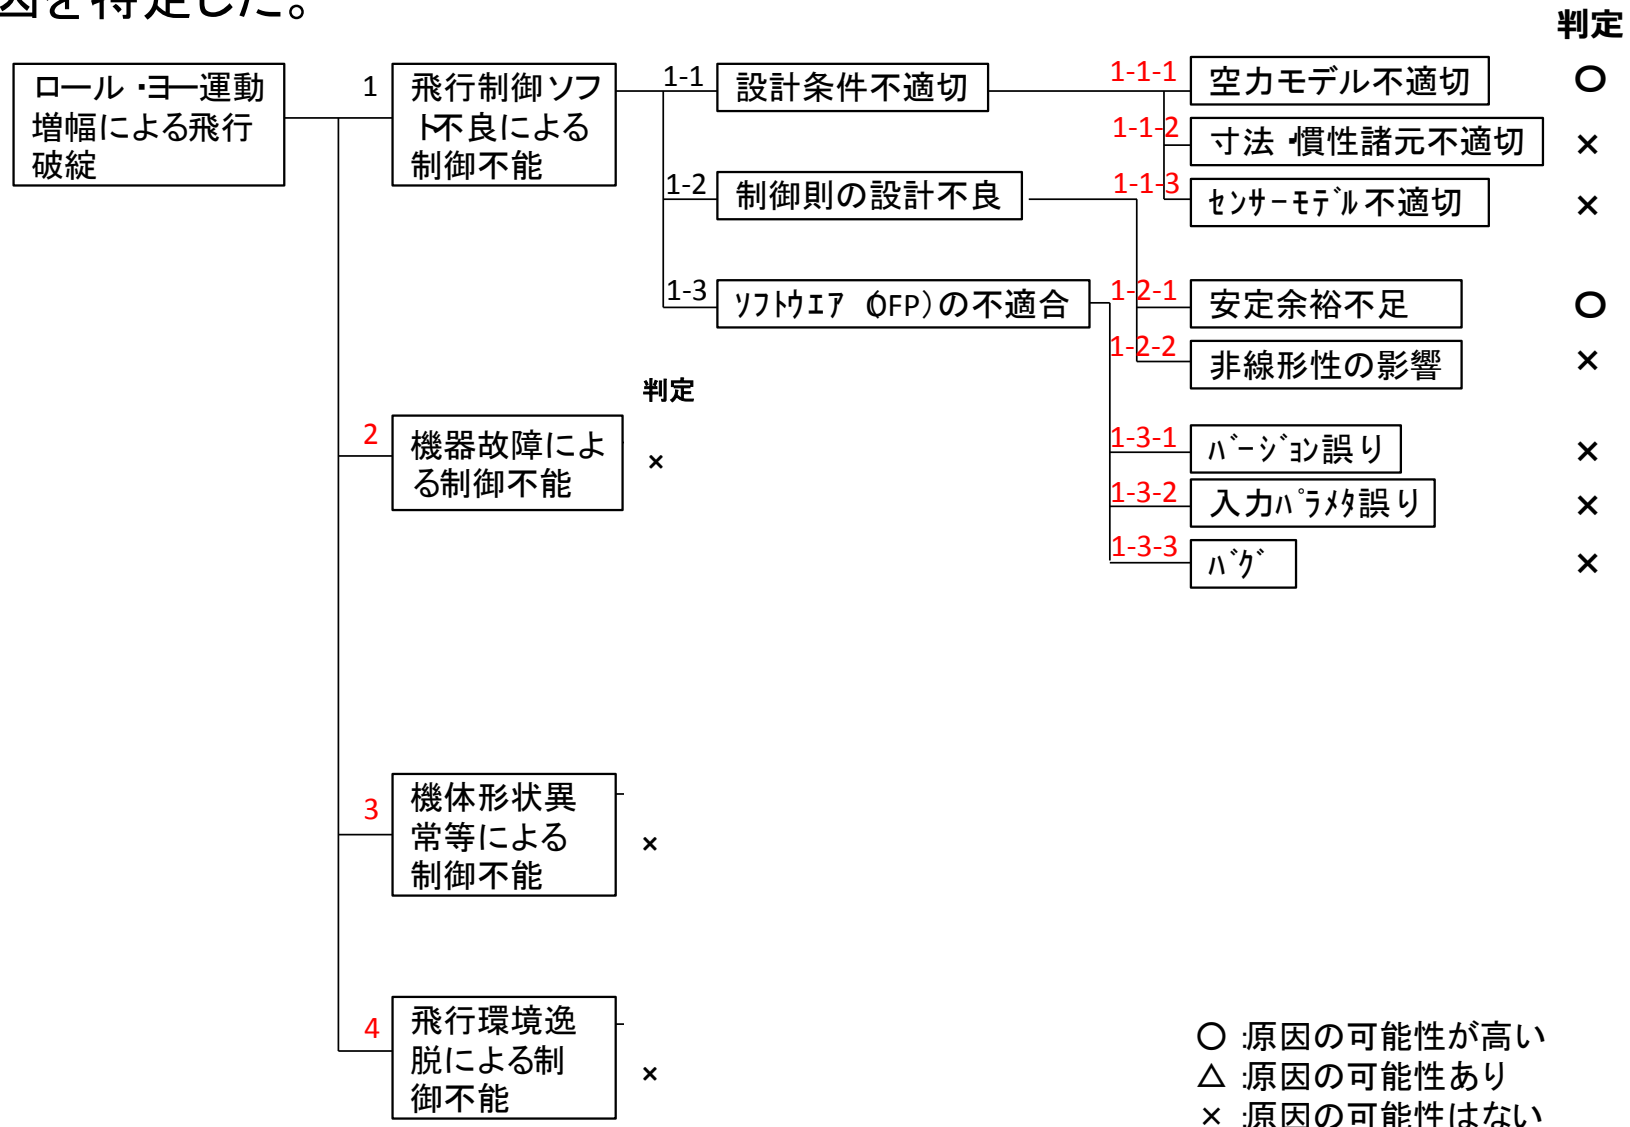 因を特定した。
判定
ロール・ヨー運動
増幅による飛行
破綻
1
飛行制御ソフ
ト不良による
制御不能
1-1
設計条件不適切
1-1-1
空力モデル不適切
○
1-1-2
寸法・慣性諸元不適切
×
1-2
制御則の設計不良
1-1-3
ｾﾝｻｰﾓﾃﾞﾙ不適切
×
1-3
ｿﾌﾄｳｴｱ（OFP）の不適合
1-2-1
安定余裕不足
○
1-2-2
非線形性の影響
×
判定
2
機器故障によ
る制御不能
×
1-3-1
ﾊﾞｰｼﾞｮﾝ誤り
×
1-3-2
入力ﾊﾟﾗﾒﾀ誤り
×
1-3-3
ﾊﾞｸﾞ
×
3
機体形状異
常等による
制御不能
×
4
飛行環境逸
脱による制
御不能
×
○：原因の可能性が高い
△：原因の可能性あり
×：原因の可能性はない